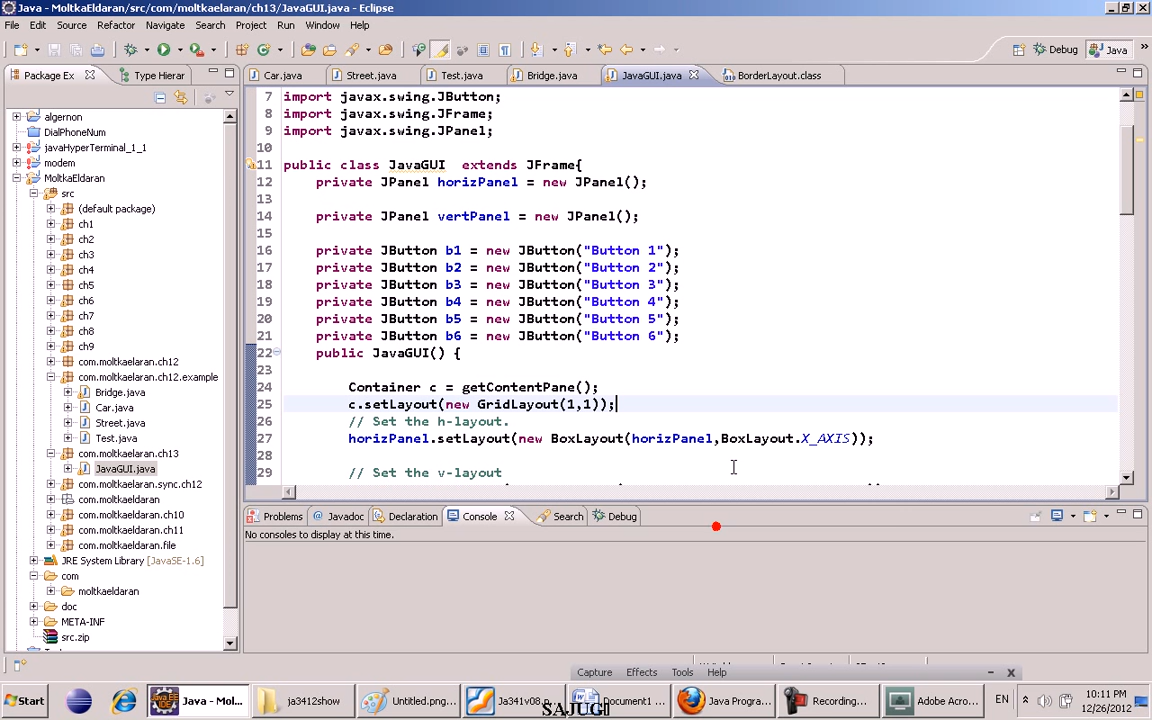 Java - MoltkaEldaran/src/com/moltkaelaran/ch13/JavaGUI.java - Eclipse
File Edit Source Refactor Navigate Search Project Run Window Help
Debug Java
Package Ex Type Hierar
Car.java Street.java Test.java Bridge.java JavaGUI.java BorderLayout.class
algernon
DialPhoneNum
javaHyperTerminal_1_1
modem
MoltkaEldaran
src
(default package)
ch1
ch2
ch3
ch4
ch5
ch6
ch7
ch8
ch9
com.moltkaelaran.ch12
com.moltkaelaran.ch12.example
Bridge.java
Car.java
Street.java
Test.java
com.moltkaelaran.ch13
JavaGUI.java
com.moltkaelaran.sync.ch12
com.moltkaeldaran
com.moltkaeldaran.ch10
com.moltkaeldaran.ch11
com.moltkaeldaran.file
JRE System Library [JavaSE-1.6]
com
moltkaeldaran
doc
META-INF
src.zip
7 import javax.swing.JButton;
8 import javax.swing.JFrame;
9 import javax.swing.JPanel;
10
11 public class JavaGUI  extends JFrame{
12 private JPanel horizPanel = new JPanel();
13
14 private JPanel vertPanel = new JPanel();
15
16 private JButton b1 = new JButton("Button 1");
17 private JButton b2 = new JButton("Button 2");
18 private JButton b3 = new JButton("Button 3");
19 private JButton b4 = new JButton("Button 4");
20 private JButton b5 = new JButton("Button 5");
21 private JButton b6 = new JButton("Button 6");
22 public JavaGUI() {
23
24 Container c = getContentPane();
25 c.setLayout(new GridLayout(1,1));
26 // Set the h-layout.
27 horizPanel.setLayout(new BoxLayout(horizPanel,BoxLayout.X_AXIS));
28
29 // Set the v-layout
Problems Javadoc Declaration Console Search Debug
No consoles to display at this time.
Capture Effects Tools Help
Start Java - Mol... ja3412show Untitled.png... Ja341v08.p... Document1 ... Java Progra... Recording... Adobe Acro... EN 10:11 PM
12/26/2012
SAJUGI